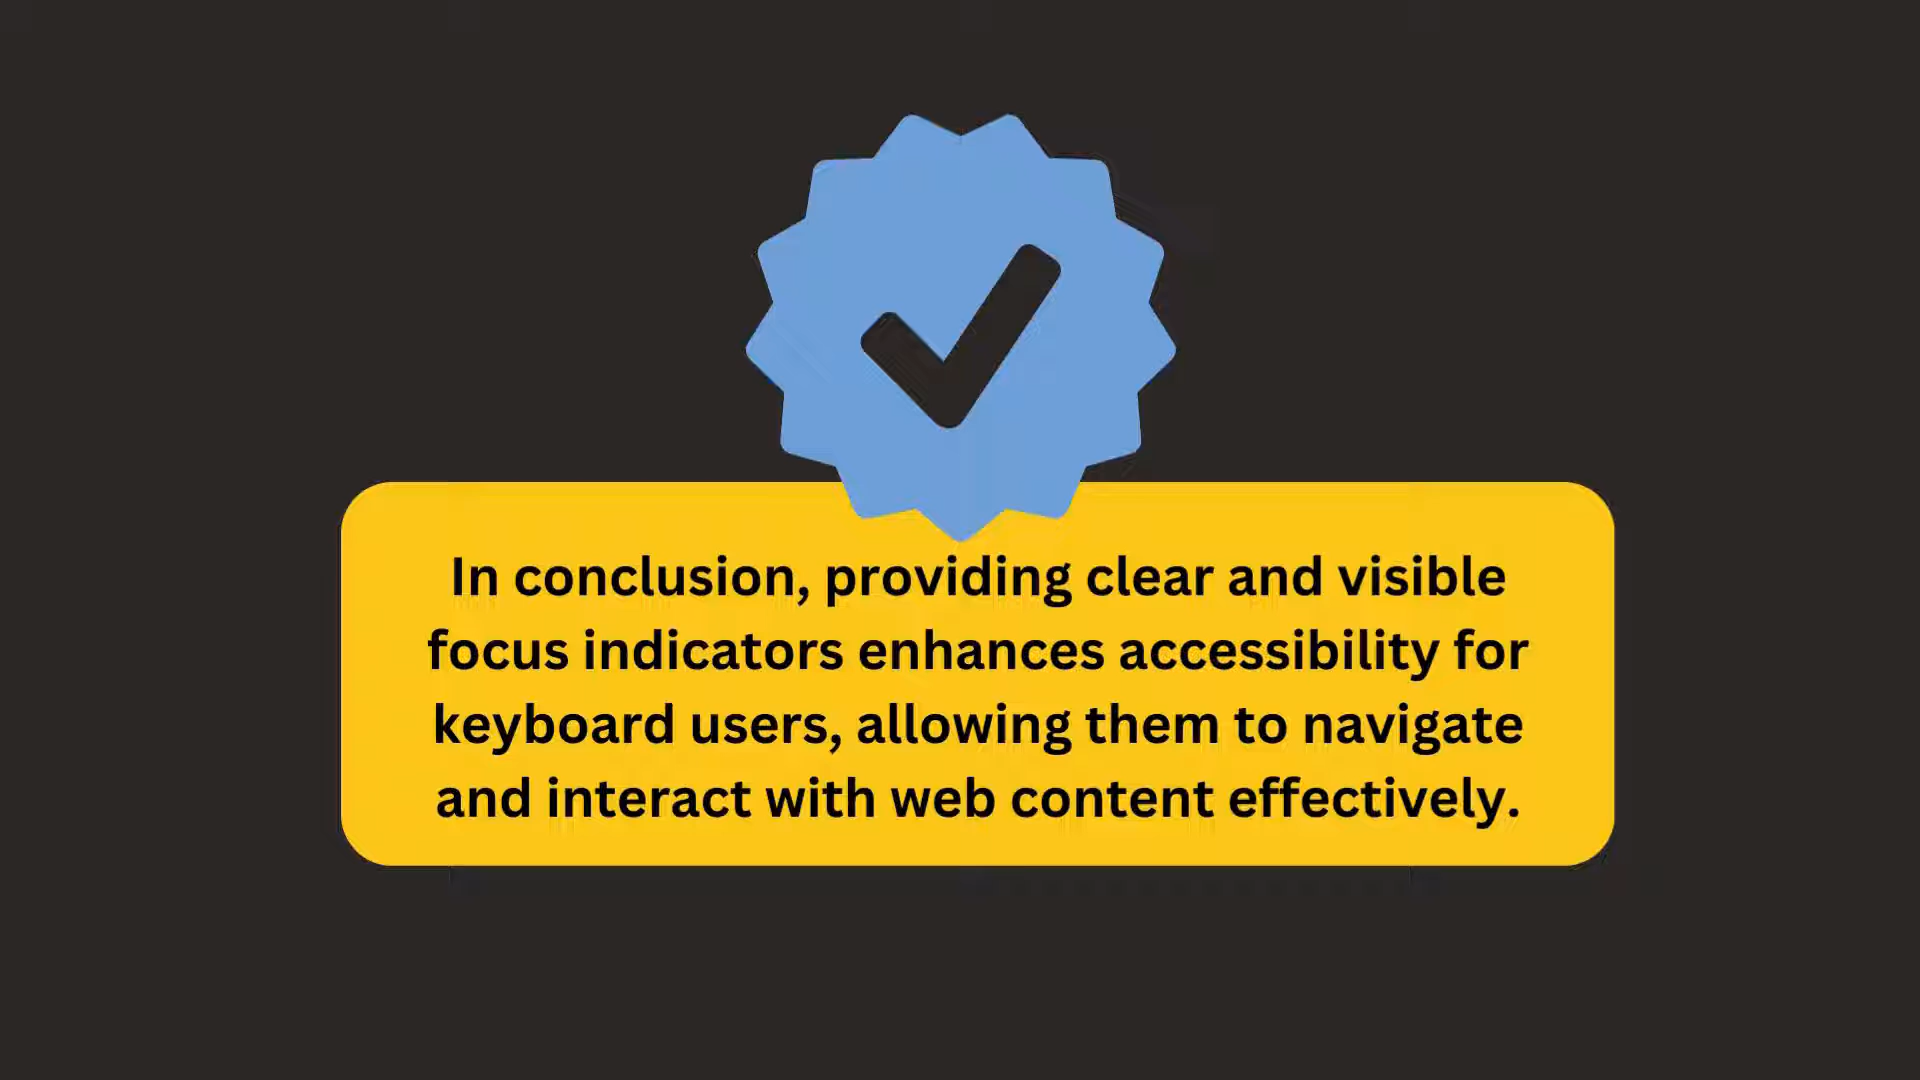 In conclusion, providing clear and visible
focus indicators enhances accessibility for
keyboard users, allowing them to navigate
and interact with web content effectively.